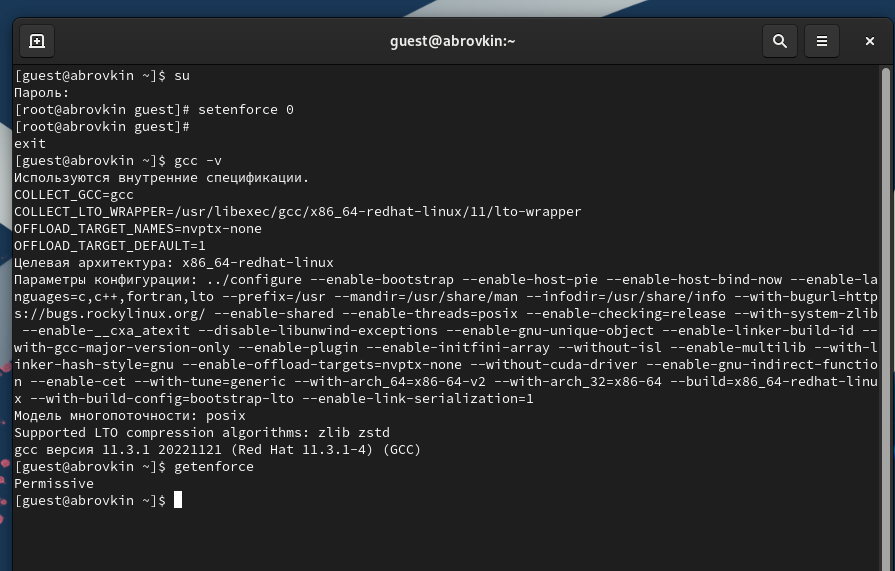 guest@abrovkin:~
[guest@abrovkin ~]$ su
Пароль:
[root@abrovkin guest]# setenforce 0
[root@abrovkin guest]#
exit
[guest@abrovkin ~]$ gcc -v
Используются внутренние спецификации.
COLLECT_GCC=gcc
COLLECT_LTO_WRAPPER=/usr/libexec/gcc/x86_64-redhat-linux/11/lto-wrapper
OFFLOAD_TARGET_NAMES=nvptx-none
OFFLOAD_TARGET_DEFAULT=1
Целевая архитектура: x86_64-redhat-linux
Параметры конфигурации: ../configure --enable-bootstrap --enable-host-pie --enable-host-bind-now --enable-la
nguages=c,c++,fortran,lto --prefix=/usr --mandir=/usr/share/man --infodir=/usr/share/info --with-bugurl=http
s://bugs.rockylinux.org/ --enable-shared --enable-threads=posix --enable-checking=release --with-system-zlib
 --enable-__cxa_atexit --disable-libunwind-exceptions --enable-gnu-unique-object --enable-linker-build-id --
with-gcc-major-version-only --enable-plugin --enable-initfini-array --without-isl --enable-multilib --with-l
inker-hash-style=gnu --enable-offload-targets=nvptx-none --without-cuda-driver --enable-gnu-indirect-functio
n --enable-cet --with-tune=generic --with-arch_64=x86-64-v2 --with-arch_32=x86-64 --build=x86_64-redhat-linu
x --with-build-config=bootstrap-lto --enable-link-serialization=1
Модель многопоточности: posix
Supported LTO compression algorithms: zlib zstd
gcc версия 11.3.1 20221121 (Red Hat 11.3.1-4) (GCC)
[guest@abrovkin ~]$ getenforce
Permissive
[guest@abrovkin ~]$